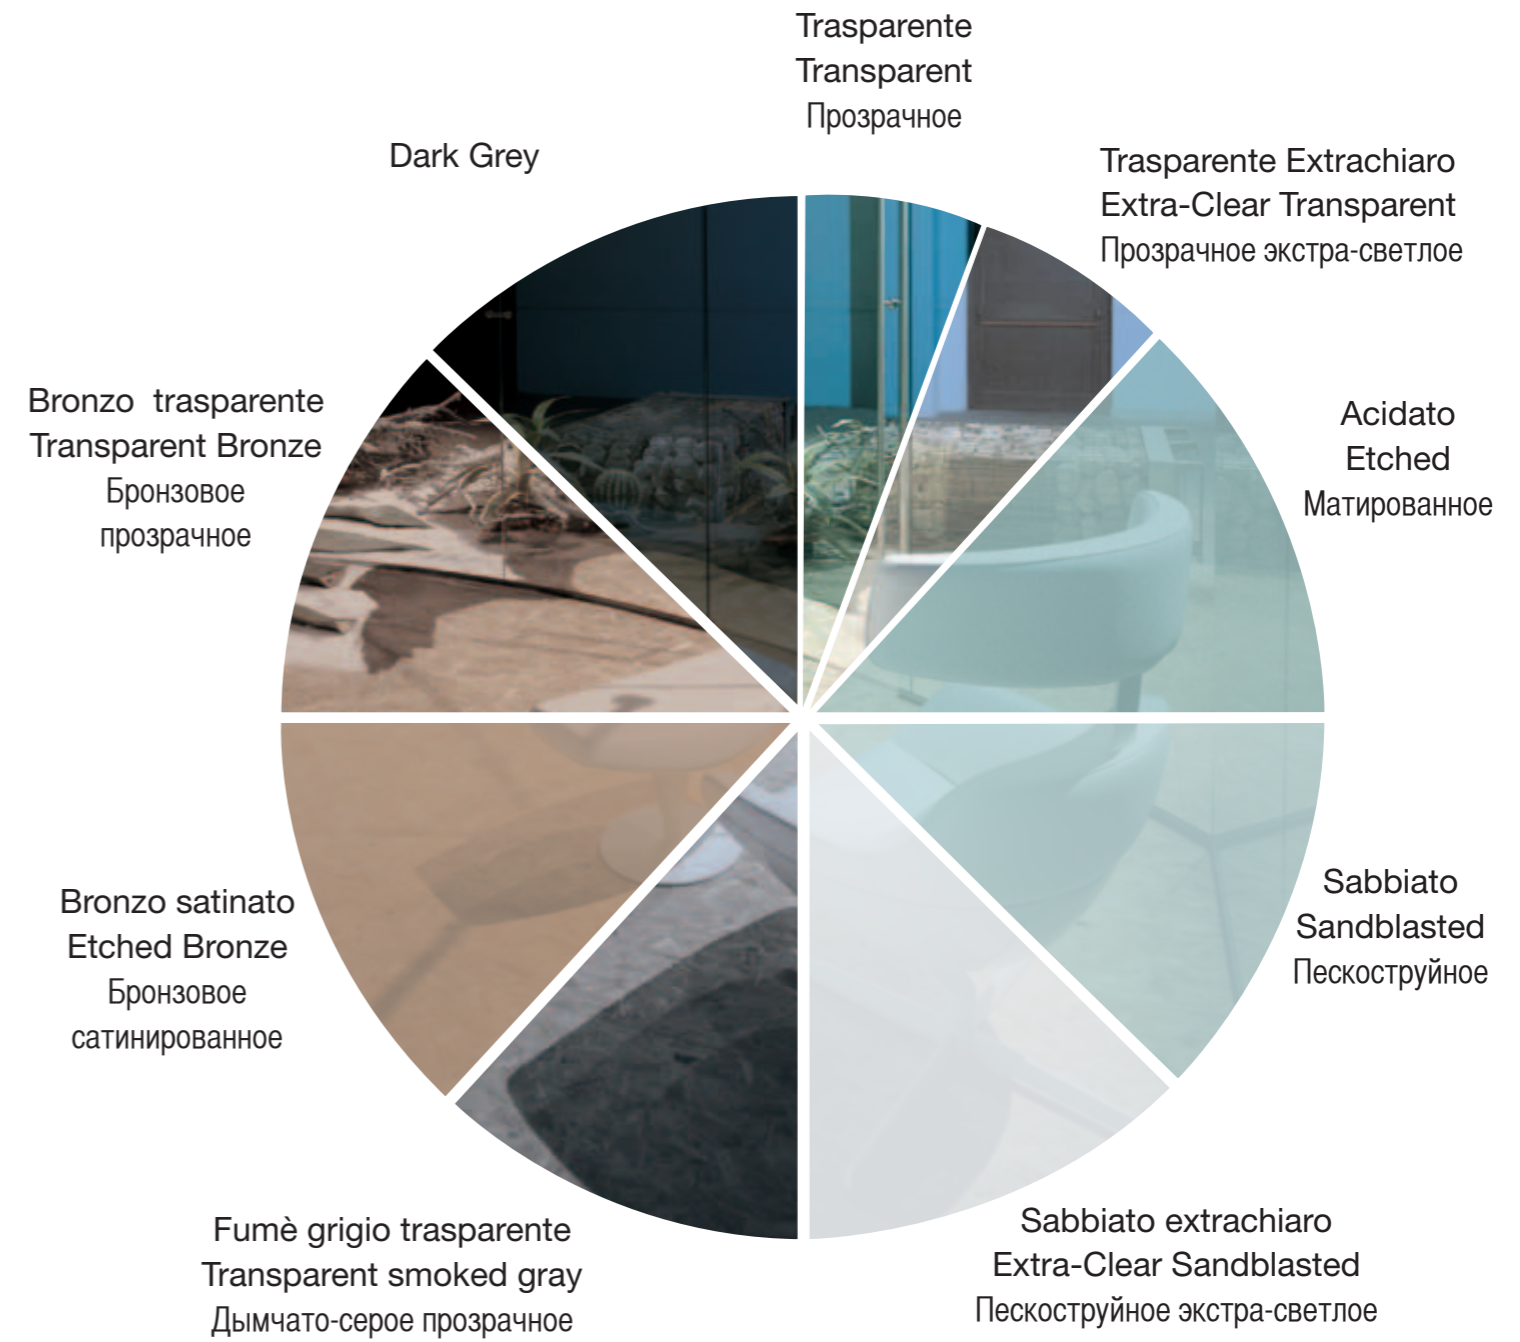 Trasparente
Transparent
Прозрачное
Trasparente Extrachiaro
Extra-Clear Transparent
Прозрачное экстра-светлое
Acidato
Etched
Матированное
Sabbiato
Sandblasted
Пескоструйное
Sabbiato extrachiaro
Extra-Clear Sandblasted
Пескоструйное экстра-светлое
Fumè grigio trasparente
Transparent smoked gray
Дымчато-серое прозрачное
Bronzo satinato
Etched Bronze
Бронзовое
сатинированное
Bronzo trasparente
Transparent Bronze
Бронзовое
прозрачное
Dark Grey